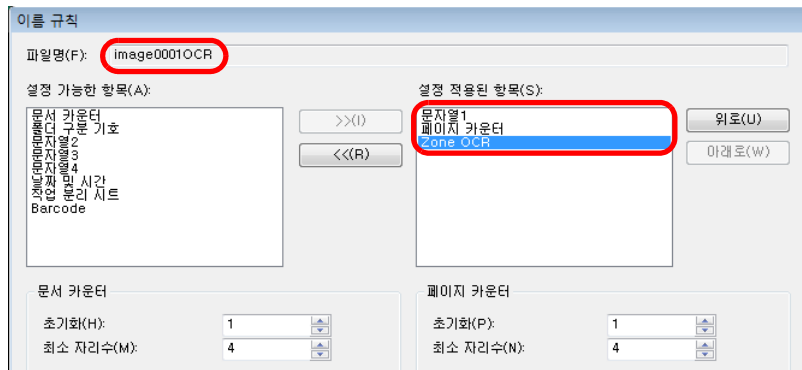 이름 규칙
파일명(F): image0001OCR
설정 가능한 항목(A):
문서 카운터
폴더 구분 기호
문자열2
문자열3
문자열4
날짜 및 시간
작업 분리 시트
Barcode
>>(I)
<<(R)
설정 적용된 항목(S):
문자열1
페이지 카운터
Zone OCR
위로(U)
아래로(W)
문서 카운터
초기화(H): 1
최소 자리수(M): 4
페이지 카운터
초기화(P): 1
최소 자리수(N): 4